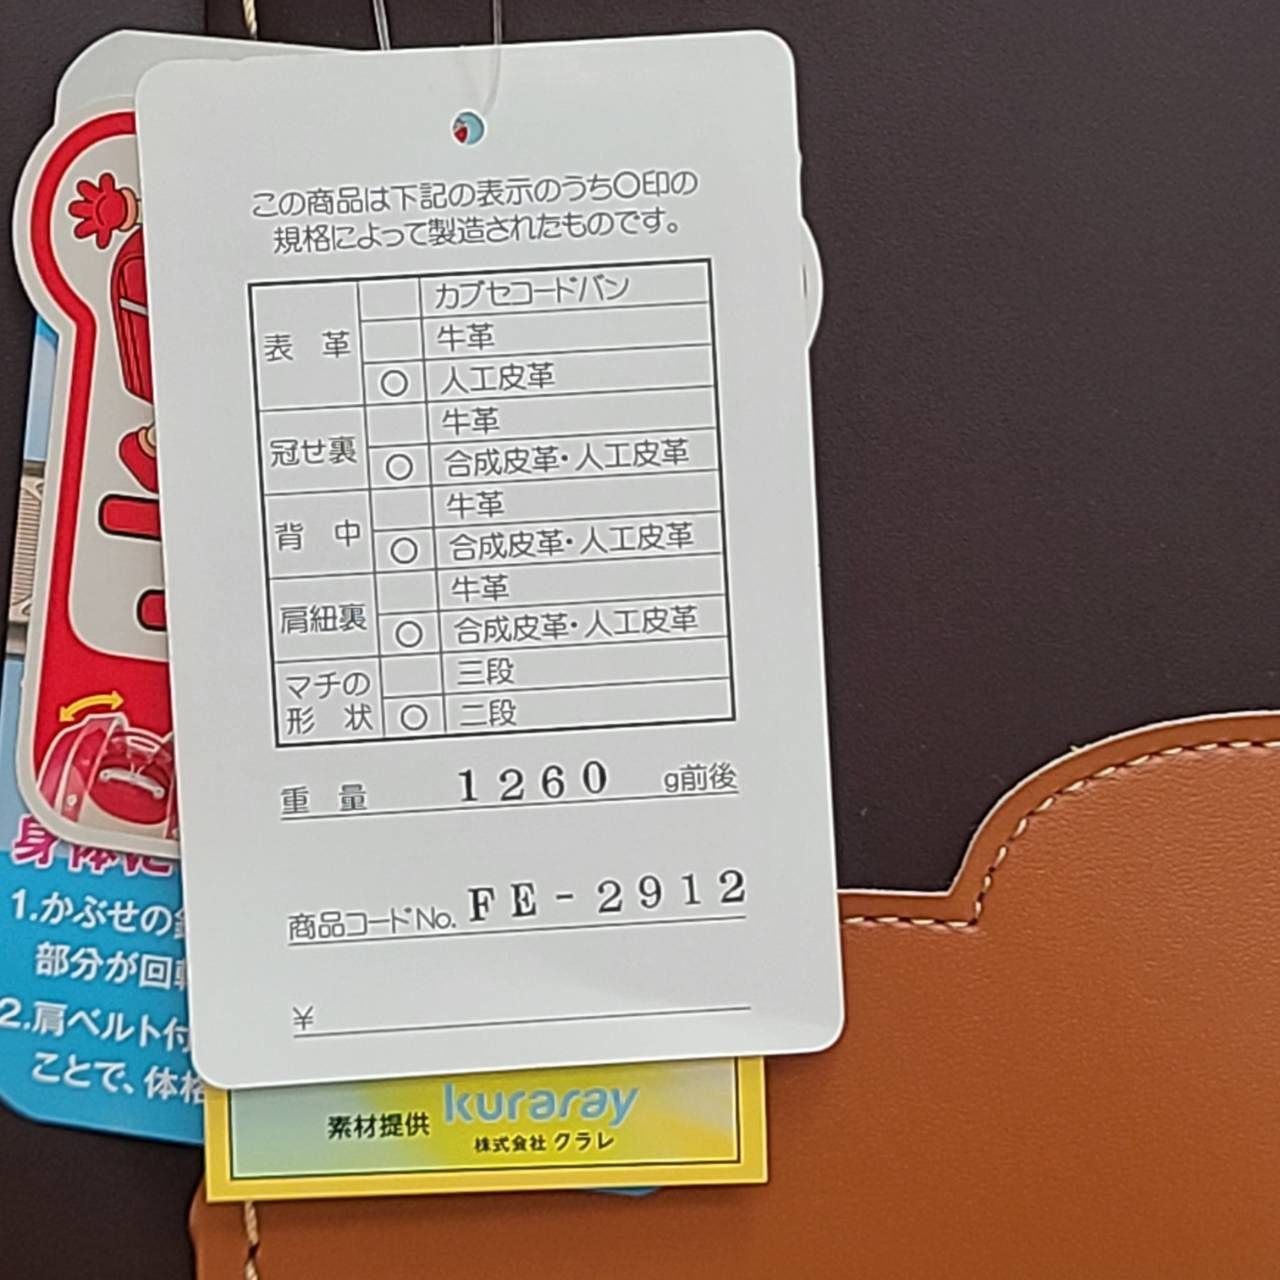 この商品は下記の表示のうち〇印の
規格によって製造されたものです。
表 革
カブセコードバン
牛革
〇 人工皮革
冠せ裏
牛革
〇 合成皮革・人工皮革
背 中
牛革
〇 合成皮革・人工皮革
肩紐裏
牛革
〇 合成皮革・人工皮革
マチの
形 状
三段
〇 二段
重 量 1260 g前後
商品コードNo. FE-2912
¥
身体に
1.かぶせの
部分が回
2.肩ベルト付
ことで、体格
素材提供 kuraray
株式会社 クラレ